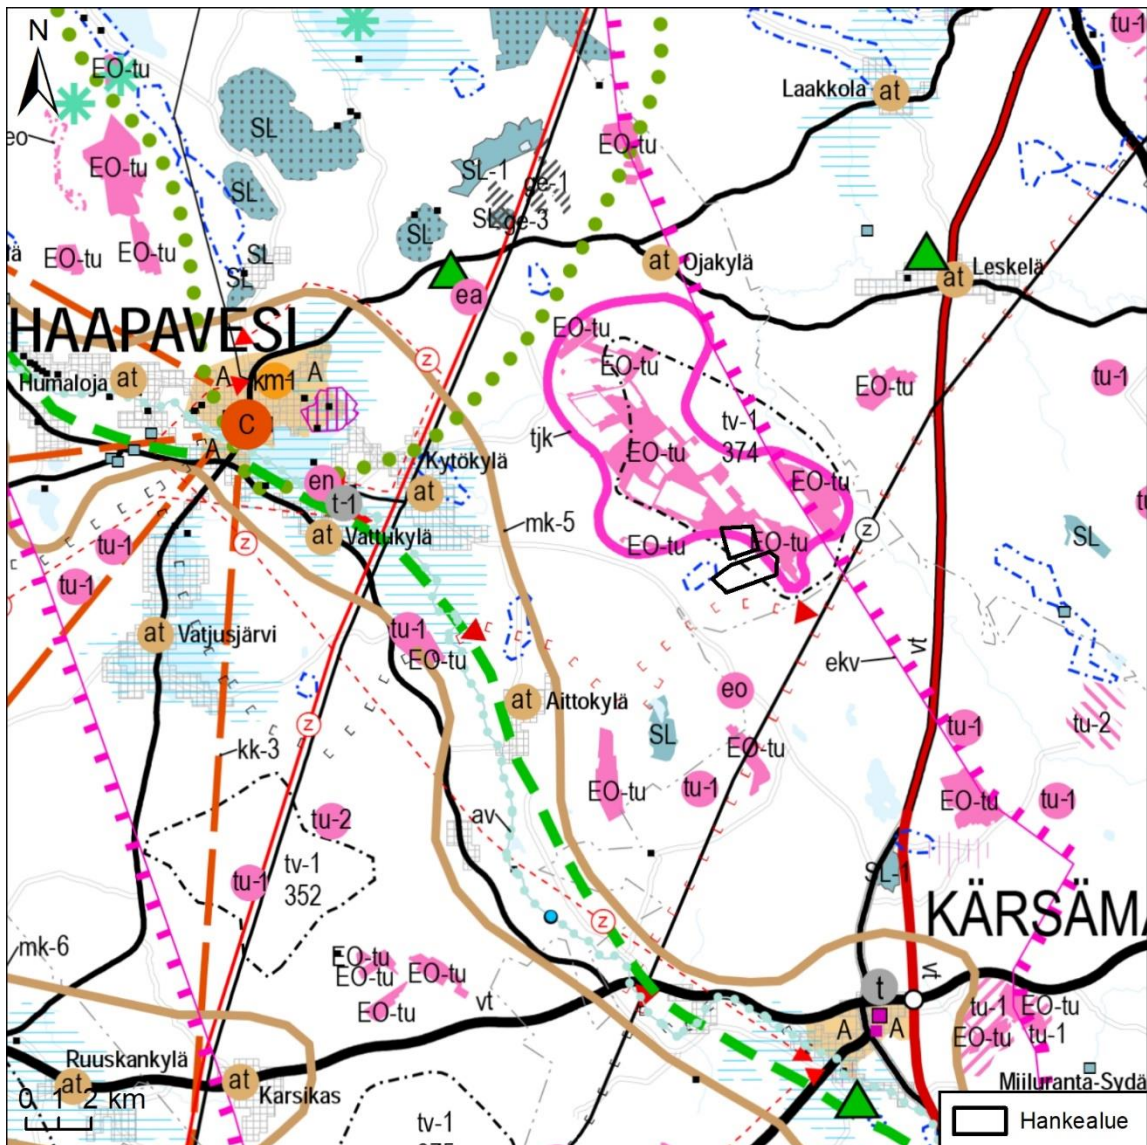 N
EO-tu
tu-1
Laakkola
at
eo
EO-tu
SL
EO-tu
SL-1
ge-1
SL
SL
ge-3
SL
EO-tu
EO-tu
SL
SL
at
Ojakylä
at
Leskelä
ea
HAAPAVESI
EO-tu
EO-tu
z
Humaloja
at
A
km-1
A
EO-tu
tu-1
tv-1
374
C
tjk
A
EO-tu
EO-tu
Kytökylä
en
at
t-1
mk-5
z
at
Vattukylä
z
EO-tu
EO-tu
SL
tu-1
tu-1
at
Vatjusjärvi
tu-1
EO-tu
ekv
vt
eo
at
Aittokylä
SL
tu-1
tu-2
z
kk-3
EO-tu
EO-tu
tu-1
EO-tu
tu-1
tu-2
av
tv-1
352
tu-1
SL-1
z
KÄRSÄMÄ
mk-6
EO-tu
EO-tu
EO-tu
EO-tu
vt
vt
t
tu-1
EO-tu
EO-tu
tu-1
A
A
Ruuskankylä
at
at
Karsikas
Miiluranta-Sydä
0 1 2 km
tv-1
Hankealue